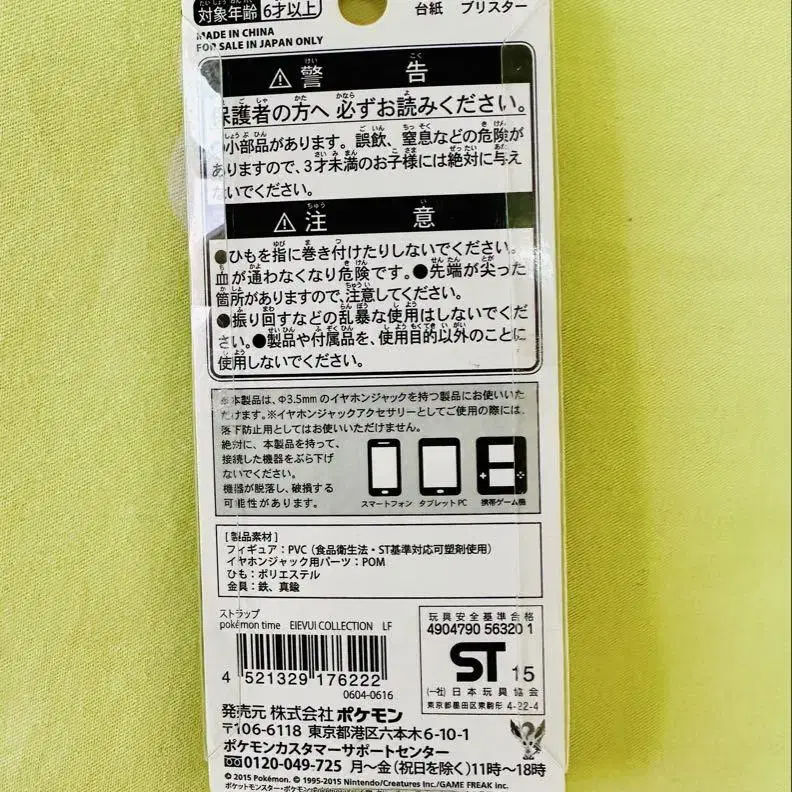 対象年齢 6才以上
台紙 ブリスター
MADE IN CHINA
FOR SALE IN JAPAN ONLY
⚠警告
保護者の方へ 必ずお読みください。
小部品があります。誤飲、窒息などの危険が
ありますので、3才未満のお子様には絶対に与え
ないでください。
⚠注意
●ひもを指に巻き付けたりしないでください。
血が通わなくなり危険です。●先端が尖った
箇所がありますので、注意してください。
●振り回すなどの乱暴な使用はしないでくださ
い。●製品や付属品を、使用目的以外のことに
使用しないでください。
※本製品は、Φ3.5mmのイヤホンジャックを持つ製品にお使いいた
だけます。※イヤホンジャックアクセサリーとしてご使用の際には、
落下防止用としてはお使いいただけません。
絶対に、本製品を持って、
接続した機器をぶら下げ
ないでください。
機器が脱落し、破損する
可能性があります。
スマートフォン タブレットPC 携帯ゲーム機
[製品素材]
フィギュア：PVC（食品衛生法・ST基準対応可塑剤使用）
イヤホンジャック用パーツ：POM
ひも：ポリエステル
金具：鉄、真鍮
ストラップ
pokémon time EIEVUI COLLECTION LF
4 521329 176222
0604-0616
玩具安全基準合格
4904790 56320 1
ST 15
(一社)日本玩具協会
東京都墨田区東駒形 4-22-4
発売元 株式会社ポケモン
〒106-6118 東京都港区六本木6-10-1
ポケモンカスタマーサポートセンター
0120-049-725 月〜金（祝日を除く）11時〜18時
© 2015 Pokémon. © 1995-2015 Nintendo/Creatures Inc./GAME FREAK inc.
ポケットモンスター・ポケモン・Pokémonは